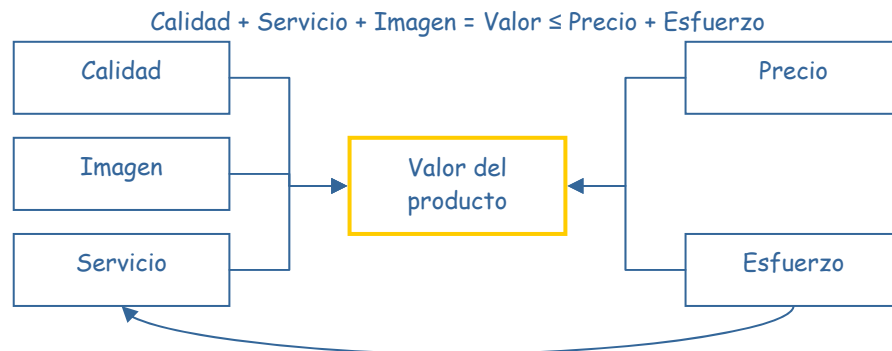 Calidad + Servicio + Imagen = Valor ≤ Precio + Esfuerzo
Calidad
Imagen
Servicio
Valor del
producto
Precio
Esfuerzo